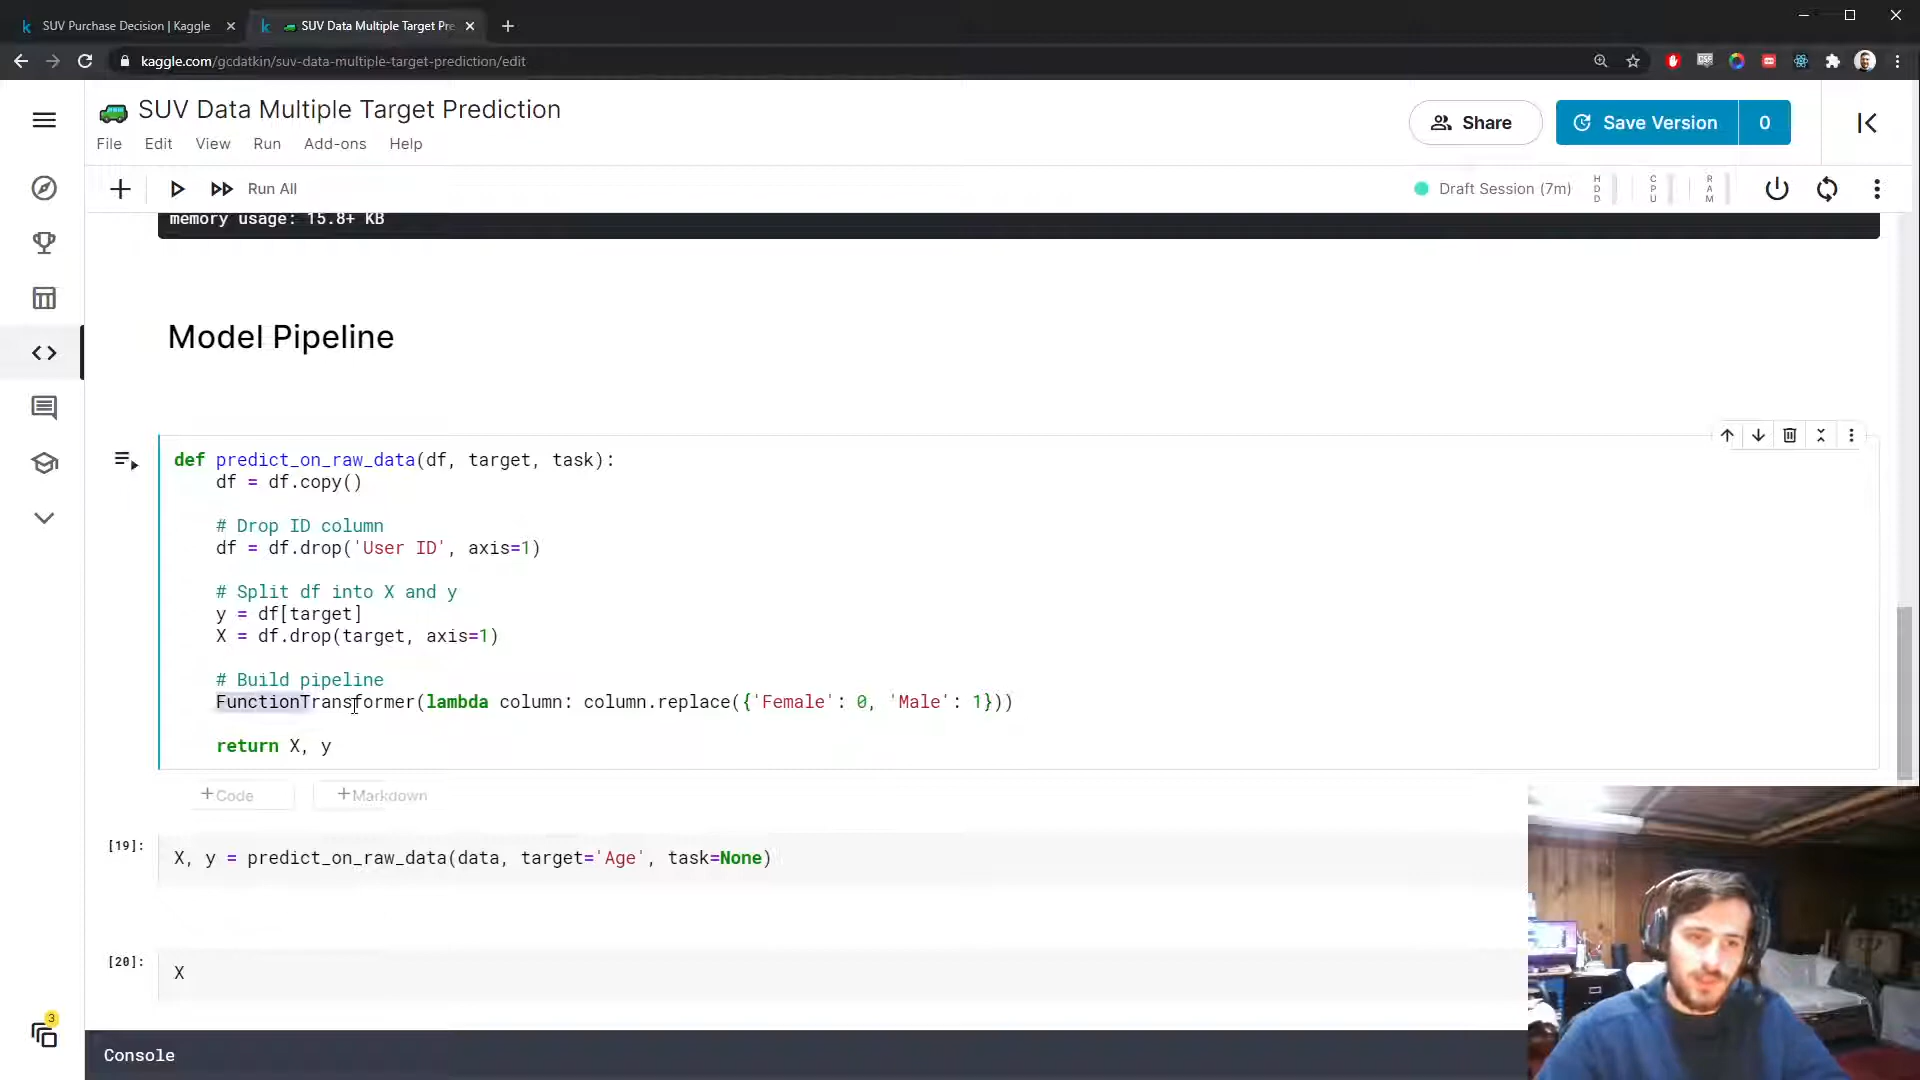 SUV Purchase Decision | Kaggle
SUV Data Multiple Target Pre
kaggle.com/gcdatkin/suv-data-multiple-target-prediction/edit
SUV Data Multiple Target Prediction
File Edit View Run Add-ons Help
Share
Save Version 0
Run All
Draft Session (7m)
HDD
CPU
RAM
memory usage: 15.8+ KB
Model Pipeline
def predict_on_raw_data(df, target, task):
df = df.copy()
# Drop ID column
df = df.drop('User ID', axis=1)
# Split df into X and y
y = df[target]
X = df.drop(target, axis=1)
# Build pipeline
FunctionTransformer(lambda column: column.replace({'Female': 0, 'Male': 1}))
return X, y
+Code +Markdown
[19]: X, y = predict_on_raw_data(data, target='Age', task=None)
[20]: X
3
Console